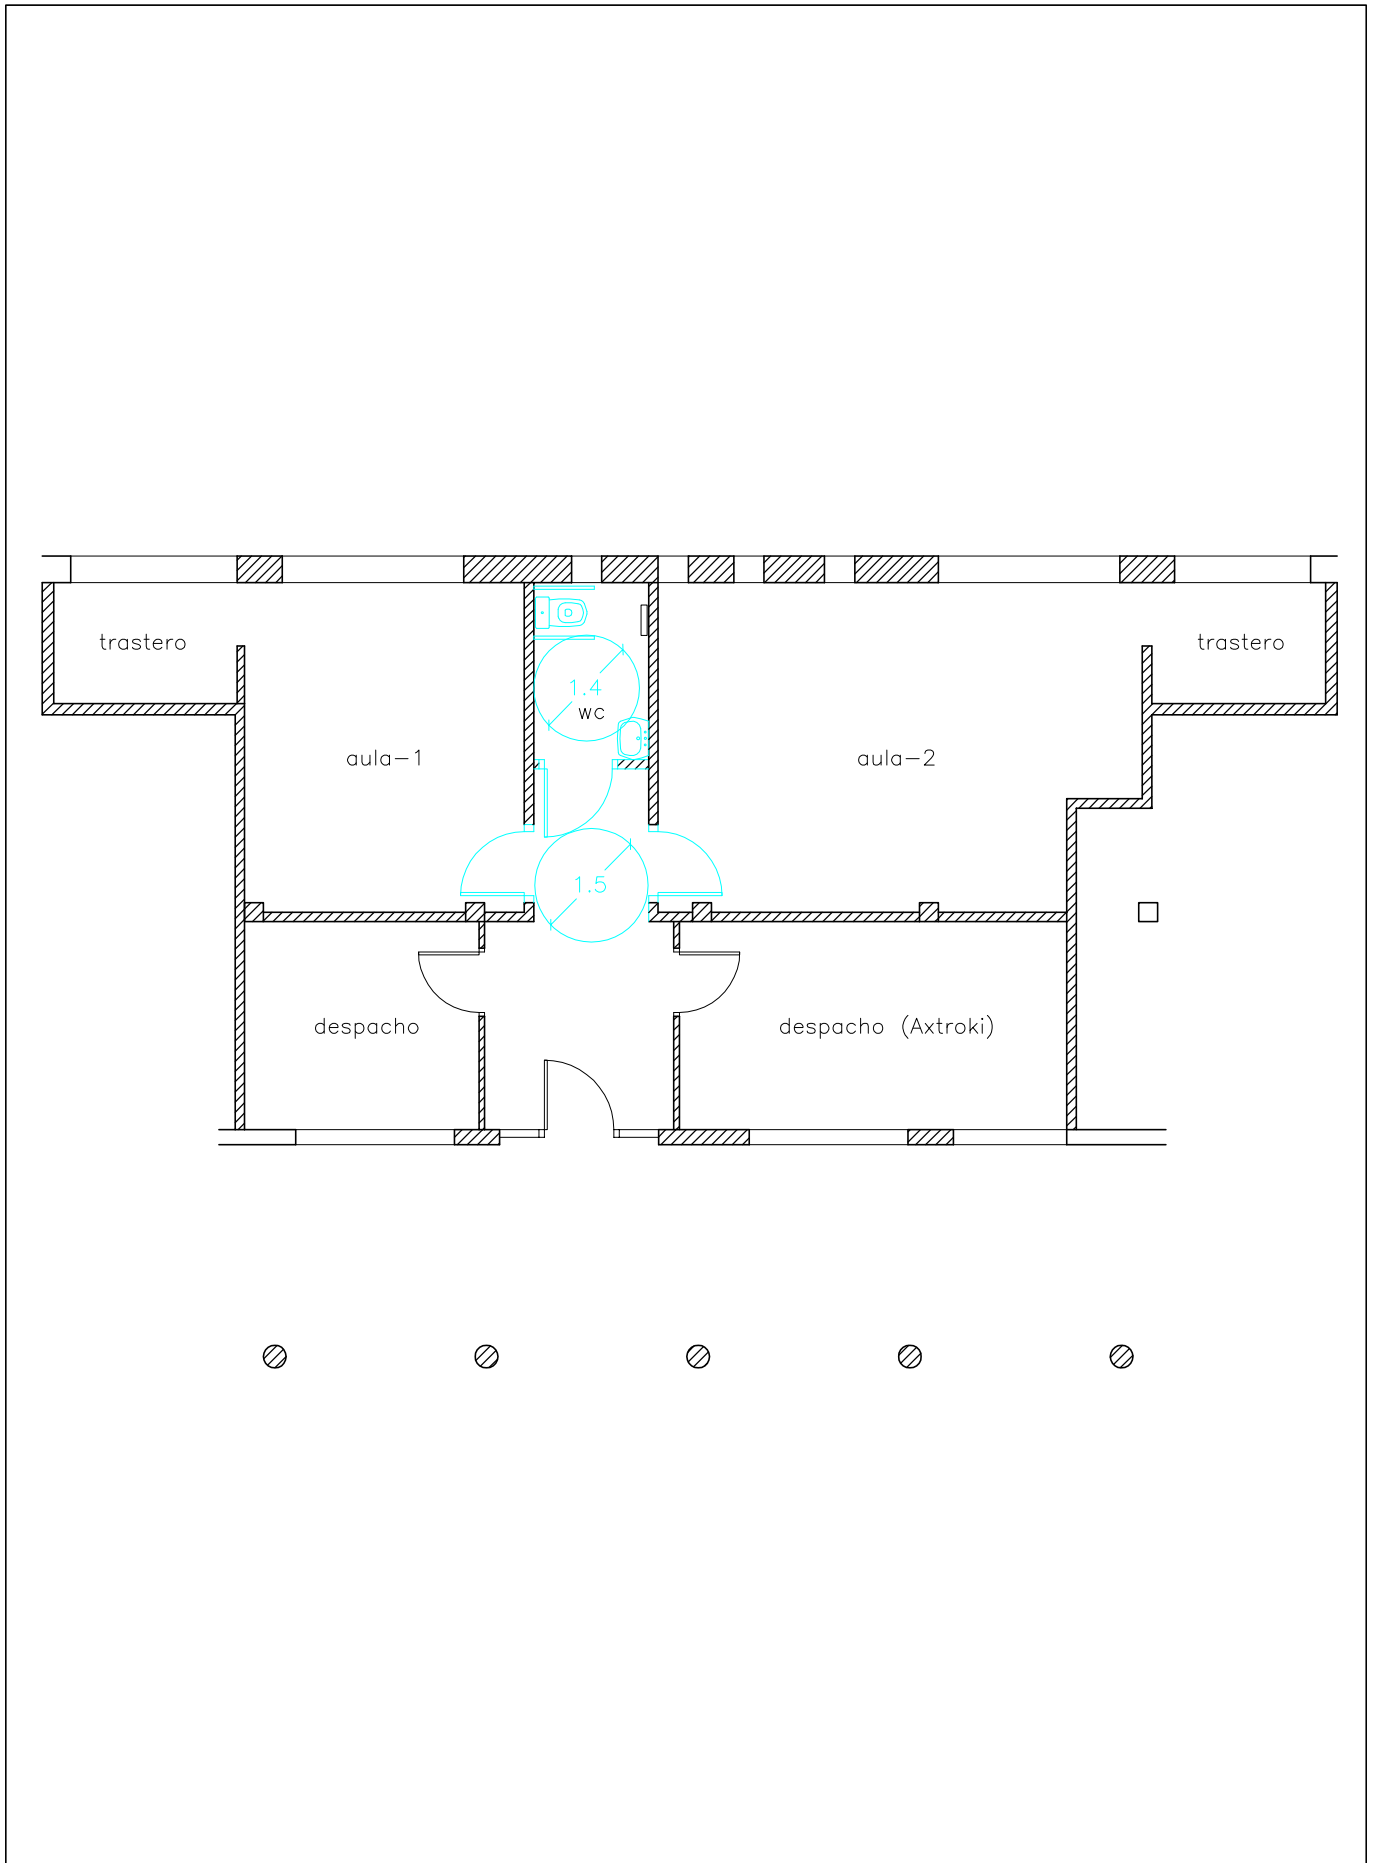 trastero
trastero
1.4
WC
aula-1
aula-2
1.5
despacho
despacho (Axtroki)